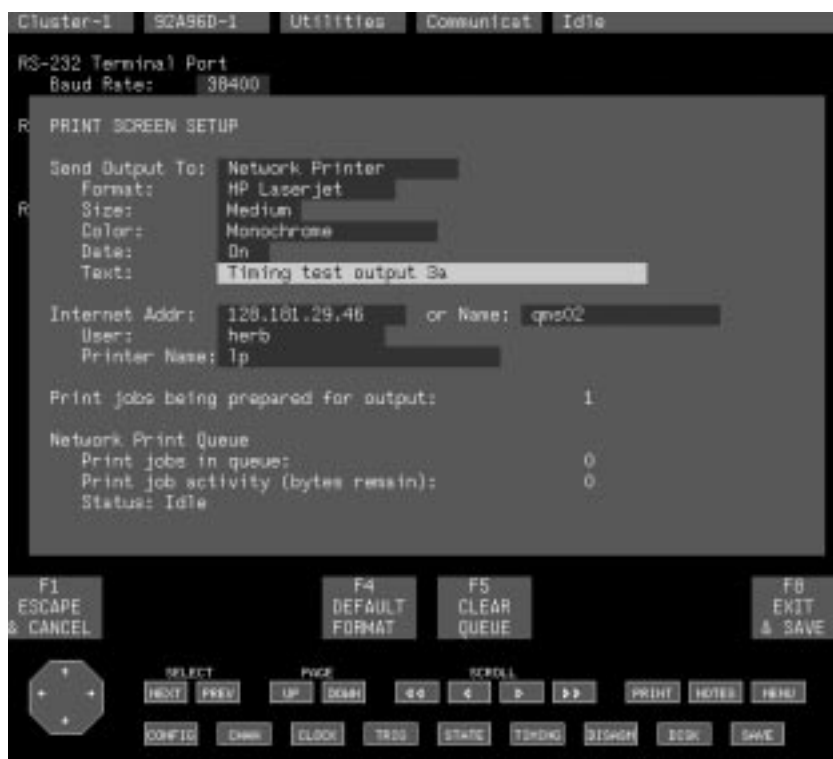 Cluster-1 92A96D-1 Utilities Communicat Idle
RS-232 Terminal Port
Baud Rate: 38400
R PRINT SCREEN SETUP
Send Output To: Network Printer
Format: HP Laserjet
R Size: Medium
Color: Monochrome
Date: On
Text: Timing test output 3a
Internet Addr: 128.181.29.46 or Name: qms02
User: herb
Printer Name: lp
Print jobs being prepared for output: 1
Network Print Queue
Print jobs in queue: 0
Print job activity (bytes remain): 0
Status: Idle
F1 F4 F5 F8
ESCAPE DEFAULT CLEAR EXIT
& CANCEL FORMAT QUEUE & SAVE
SELECT PAGE SCROLL
NEXT PREV UP DOWN PRINT NOTES MENU
CONFIG CHAN CLOCK TRIG STATE TIMING DISASM DISK SAVE